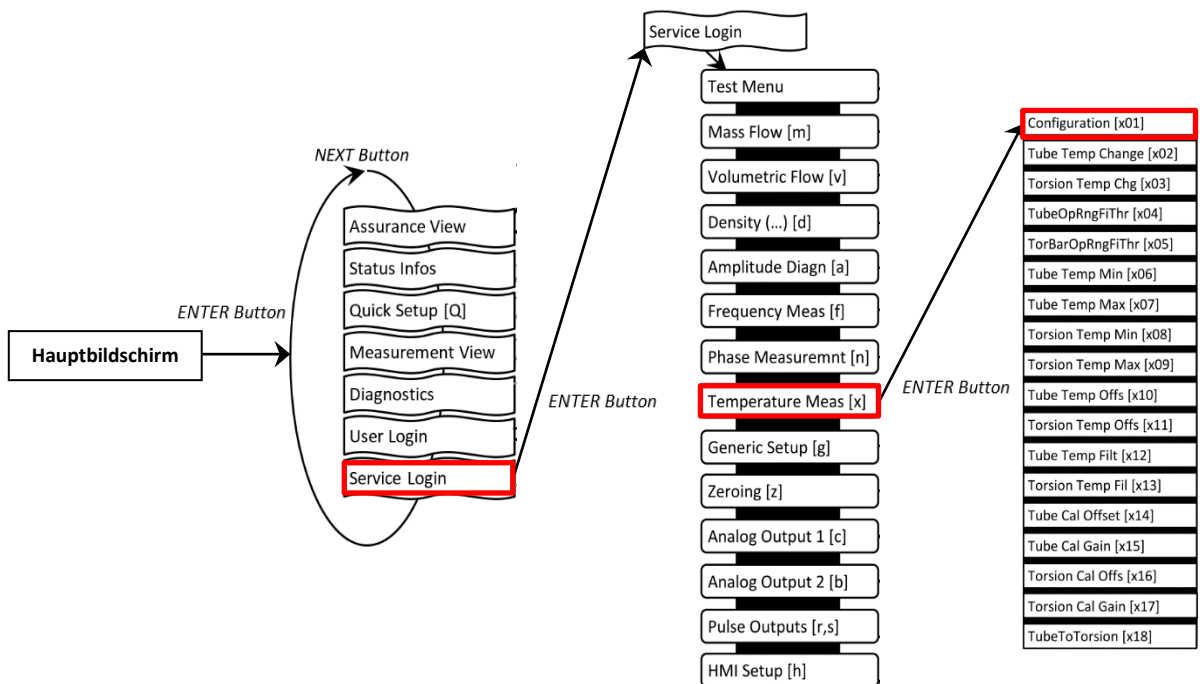 Service Login
Test Menu
Mass Flow [m]
Volumetric Flow [v]
Density (...) [d]
Amplitude Diagn [a]
Frequency Meas [f]
Phase Measuremnt [n]
Temperature Meas [x]
Generic Setup [g]
Zeroing [z]
Analog Output 1 [c]
Analog Output 2 [b]
Pulse Outputs [r,s]
HMI Setup [h]
NEXT Button
Assurance View
Status Infos
Quick Setup [Q]
Measurement View
Diagnostics
User Login
Service Login
ENTER Button
Hauptbildschirm
ENTER Button
ENTER Button
Configuration [x01]
Tube Temp Change [x02]
Torsion Temp Chg [x03]
TubeOpRngFiThr [x04]
TorBarOpRngFiThr [x05]
Tube Temp Min [x06]
Tube Temp Max [x07]
Torsion Temp Min [x08]
Torsion Temp Max [x09]
Tube Temp Offs [x10]
Torsion Temp Offs [x11]
Tube Temp Filt [x12]
Torsion Temp Fil [x13]
Tube Cal Offset [x14]
Tube Cal Gain [x15]
Torsion Cal Offs [x16]
Torsion Cal Gain [x17]
TubeToTorsion [x18]